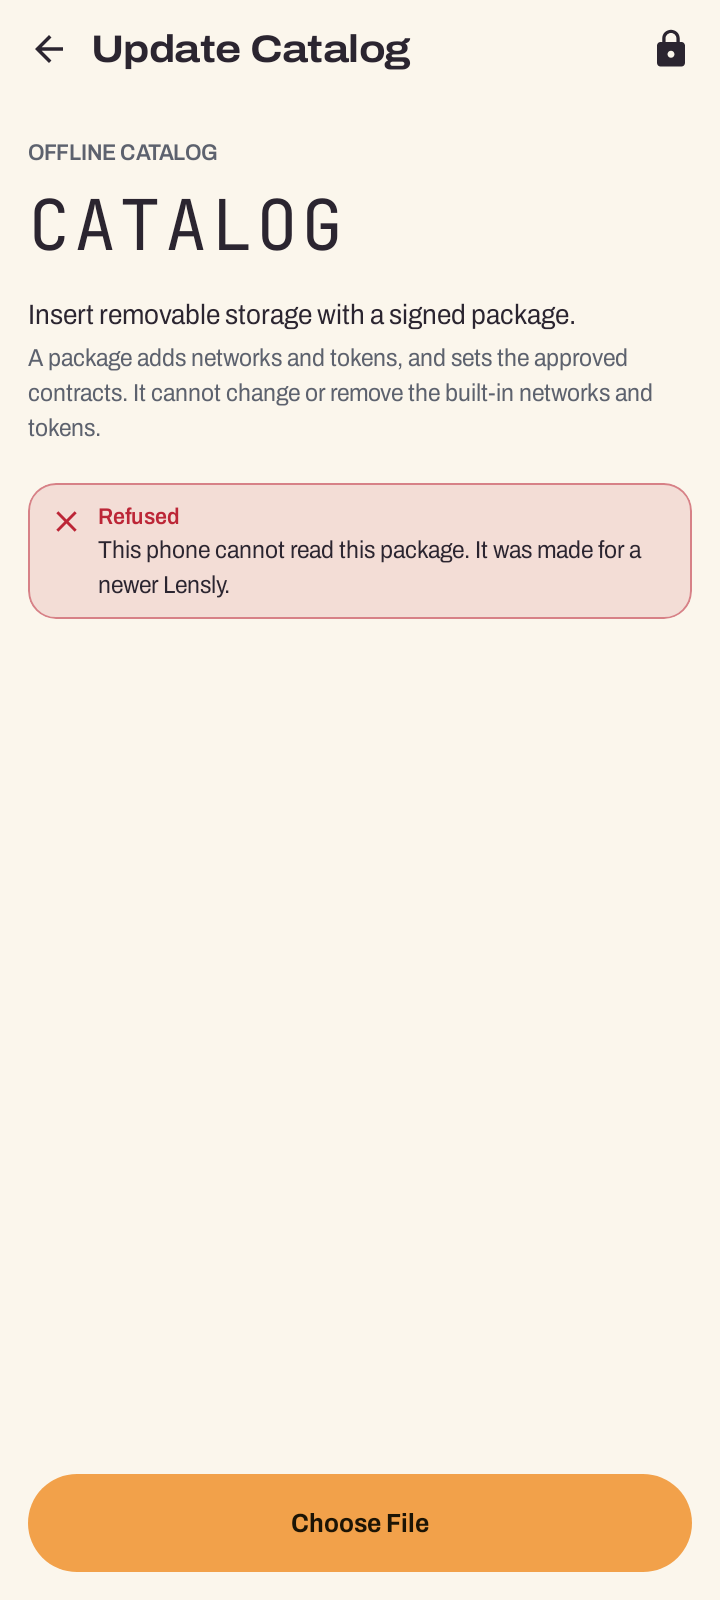 Update Catalog
OFFLINE CATALOG
CATALOG
Insert removable storage with a signed package.
A package adds networks and tokens, and sets the approved
contracts. It cannot change or remove the built-in networks and
tokens.
Refused
This phone cannot read this package. It was made for a
newer Lensly.
Choose File